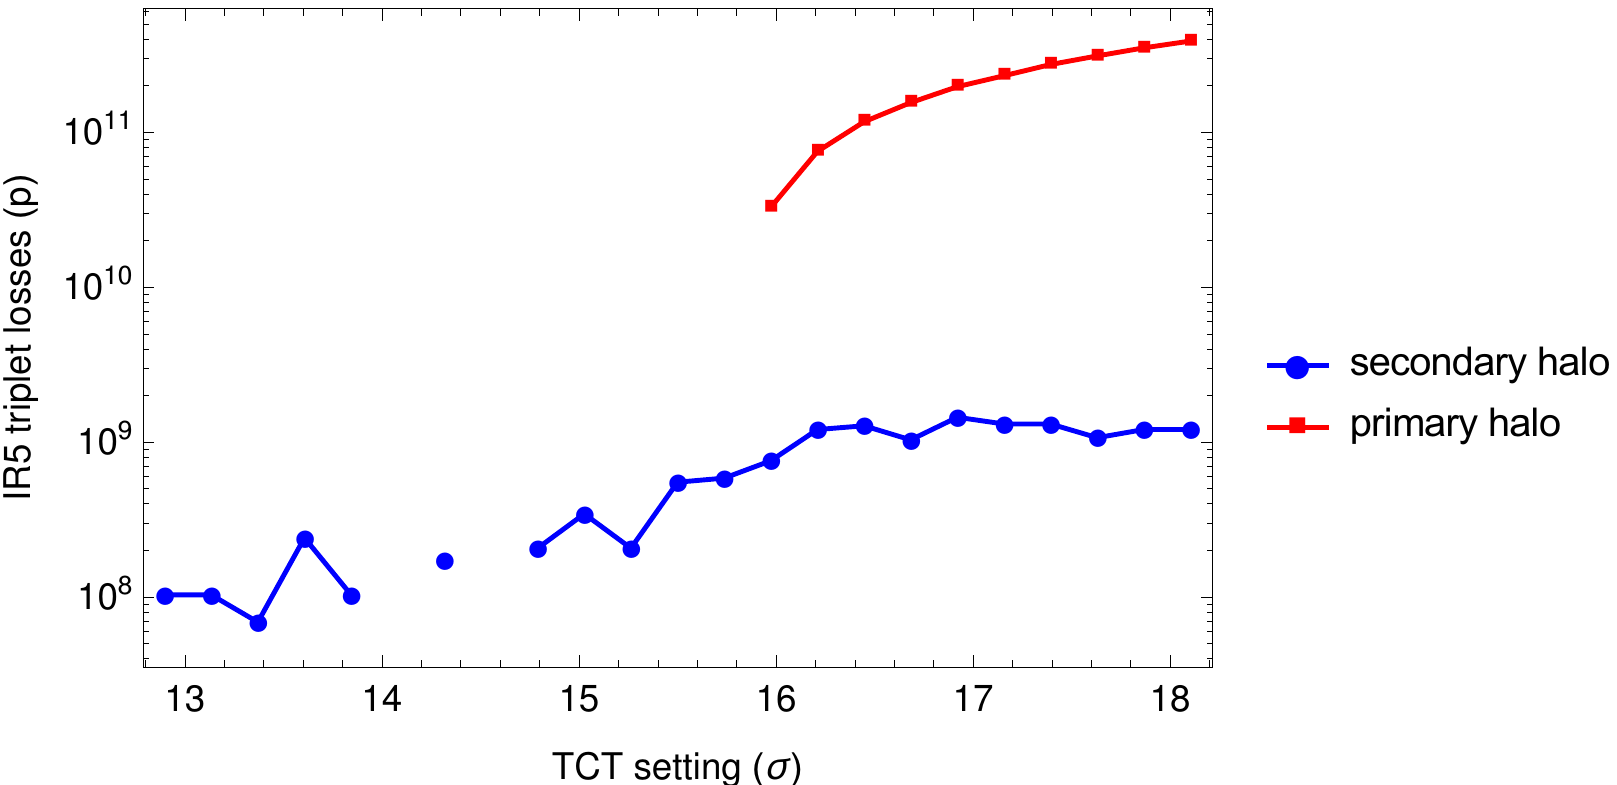 IR5 triplet losses (p)
10^11
10^10
10^9
10^8
13 14 15 16 17 18
TCT setting (σ)
secondary halo
primary halo